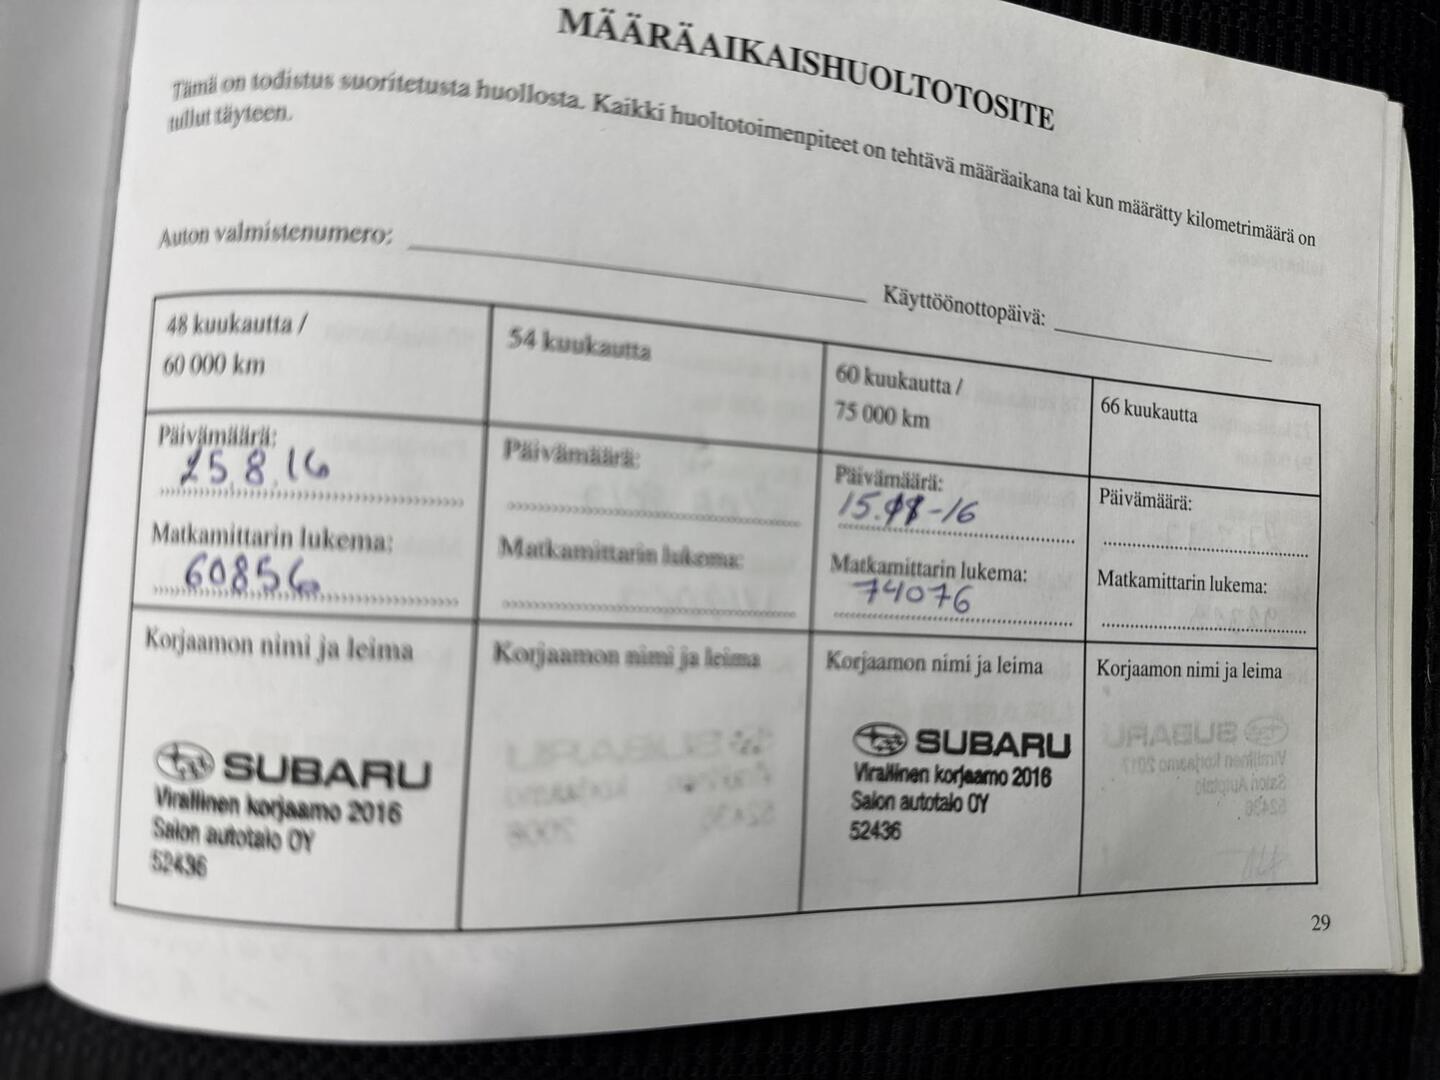 MÄÄRÄAIKAISHUOLTOTOSITE
Tämä on todistus suoritetusta huollosta. Kaikki huoltotoimenpiteet on tehtävä määräaikana tai kun määrätty kilometrimäärä on
tullut täyteen.
Auton valmistenumero:
Käyttöönottopäivä:
48 kuukautta /
60 000 km
Päivämäärä:
25.8.16
Matkamittarin lukema:
60856
Korjaamon nimi ja leima
SUBARU
Virallinen korjaamo 2016
Salon autotalo OY
52436
54 kuukautta
Päivämäärä:
Matkamittarin lukema:
Korjaamon nimi ja leima
60 kuukautta /
75 000 km
Päivämäärä:
Matkamittarin lukema:
74076
Korjaamon nimi ja leima
SUBARU
Virallinen korjaamo 2016
Salon autotalo OY
52436
66 kuukautta
Päivämäärä:
Matkamittarin lukema:
Korjaamon nimi ja leima
29